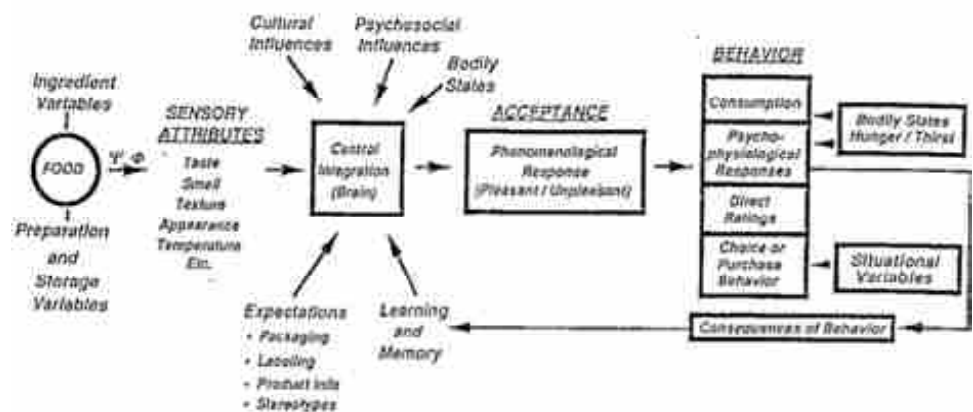 Ingredient
Variables
FOOD
Preparation
and
Storage
Variables
Ψ, Φ
SENSORY
ATTRIBUTES
Taste
Smell
Texture
Appearance
Temperature
Etc.
Cultural
Influences
Psychosocial
Influences
Bodily
States
Central
Integration
(Brain)
Expectations
• Packaging
• Labeling
• Product Info
• Stereotypes
Learning
and
Memory
ACCEPTANCE
Phenomenological
Response
(Pleasant / Unpleasant)
BEHAVIOR
Consumption
Psycho-
physiological
Responses
Direct
Ratings
Choice or
Purchase
Behavior
Bodily States
Hunger / Thirst
Situational
Variables
Consequences of Behavior